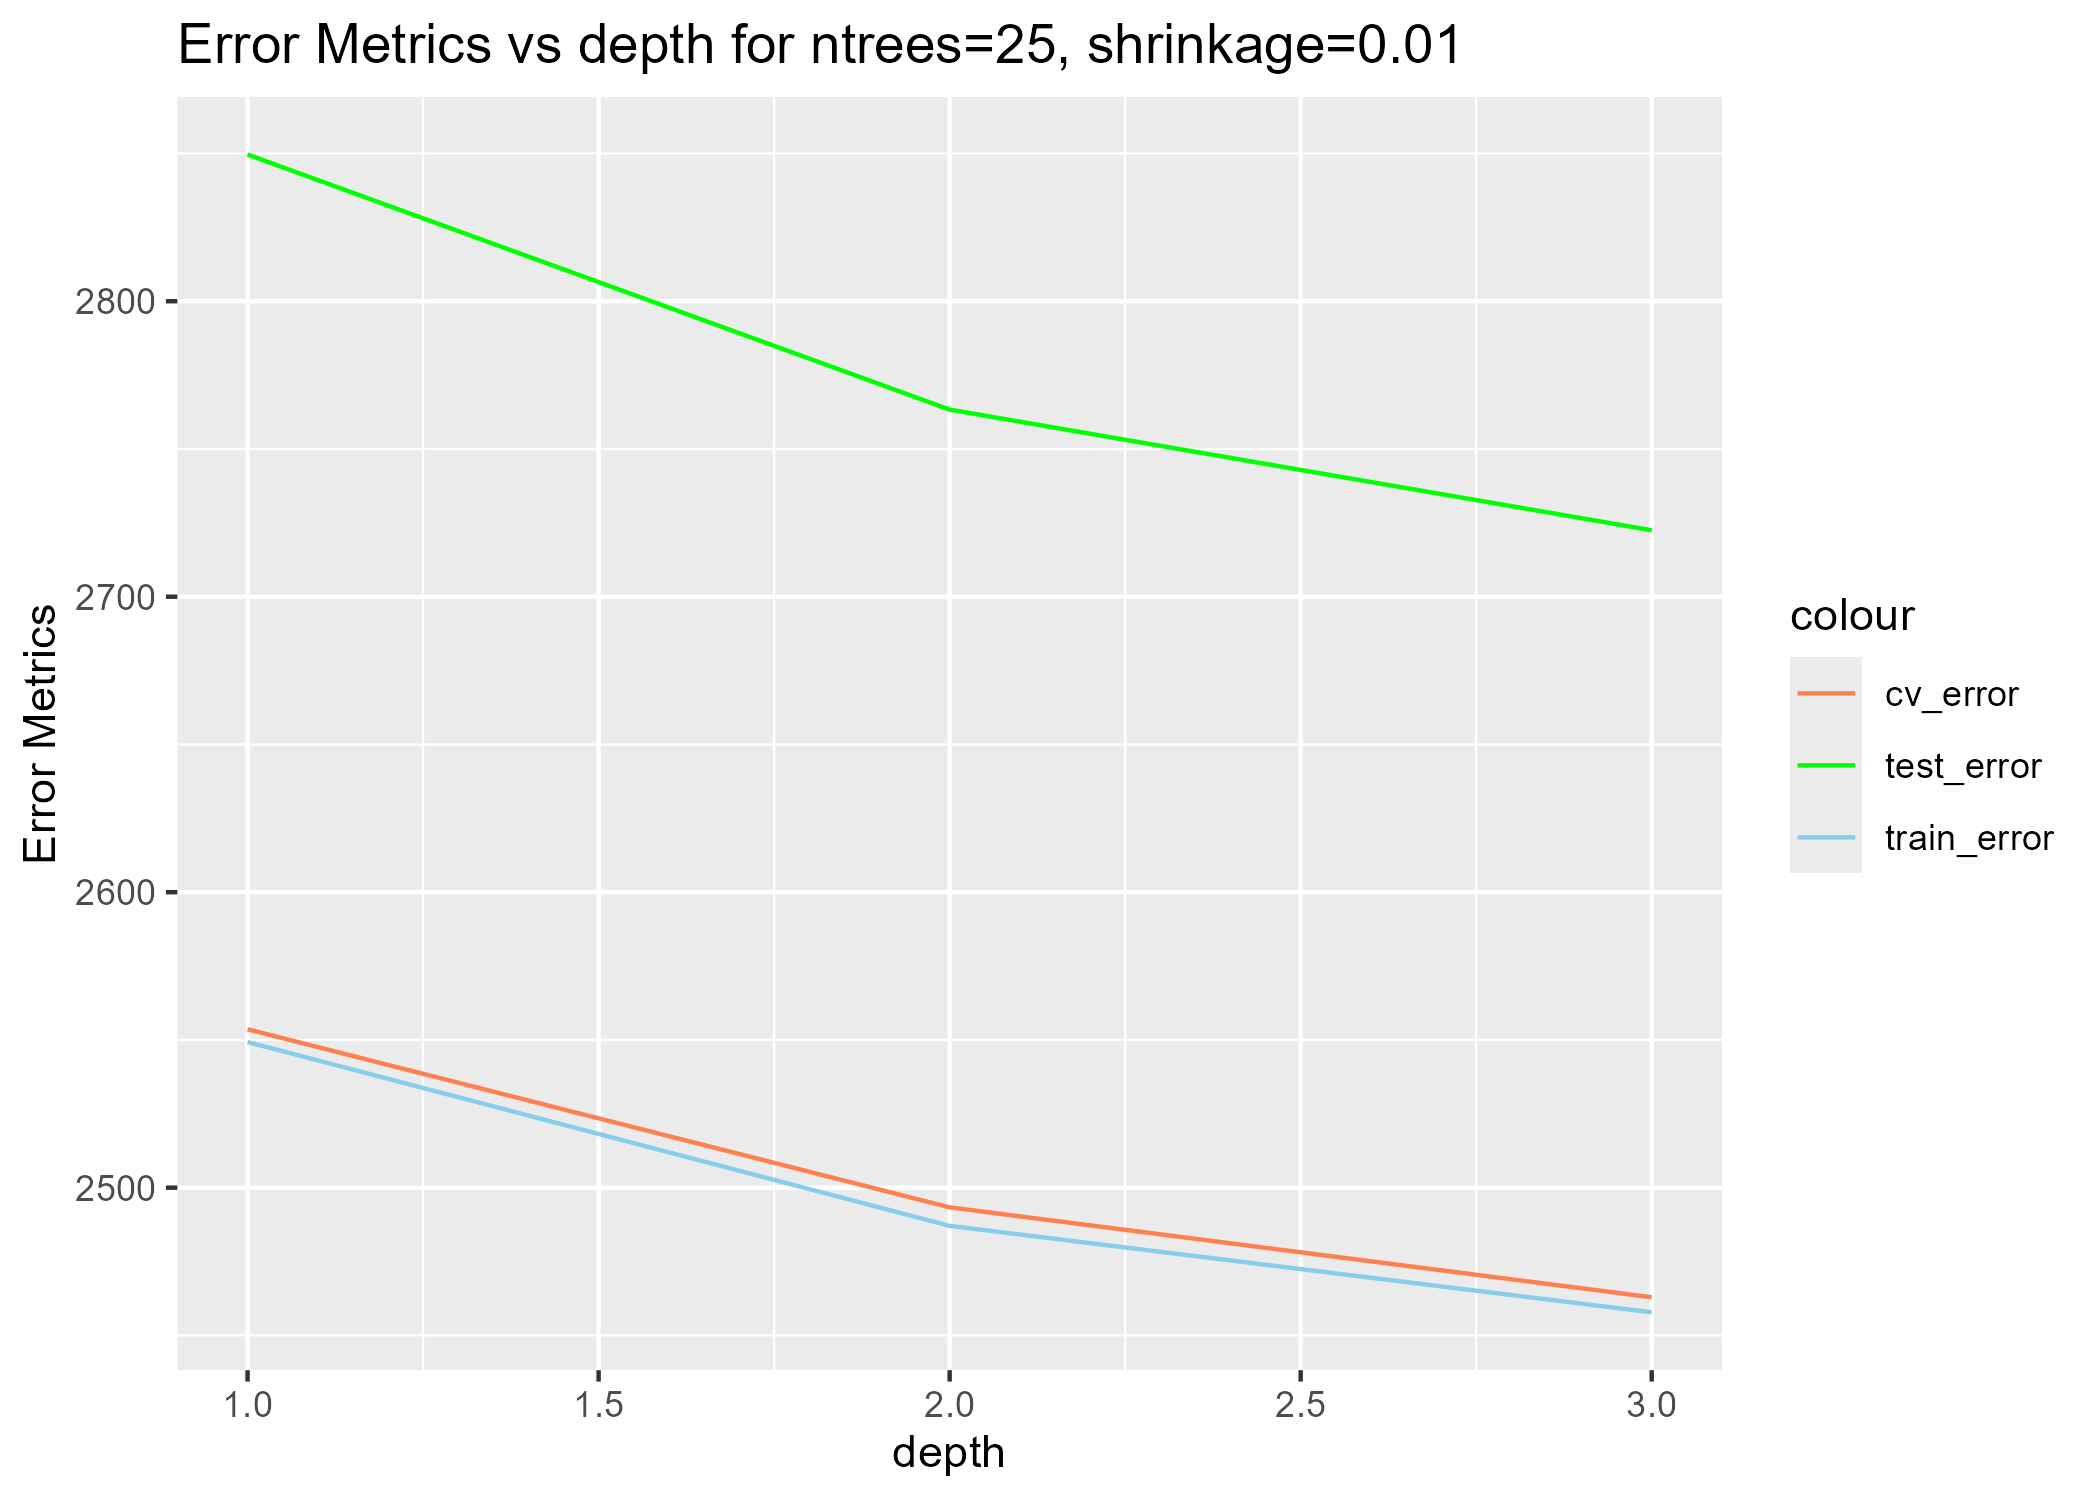 Error Metrics vs depth for ntrees=25, shrinkage=0.01
Error Metrics
2800
2700
2600
2500
1.0 1.5 2.0 2.5 3.0
depth
colour
cv_error
test_error
train_error